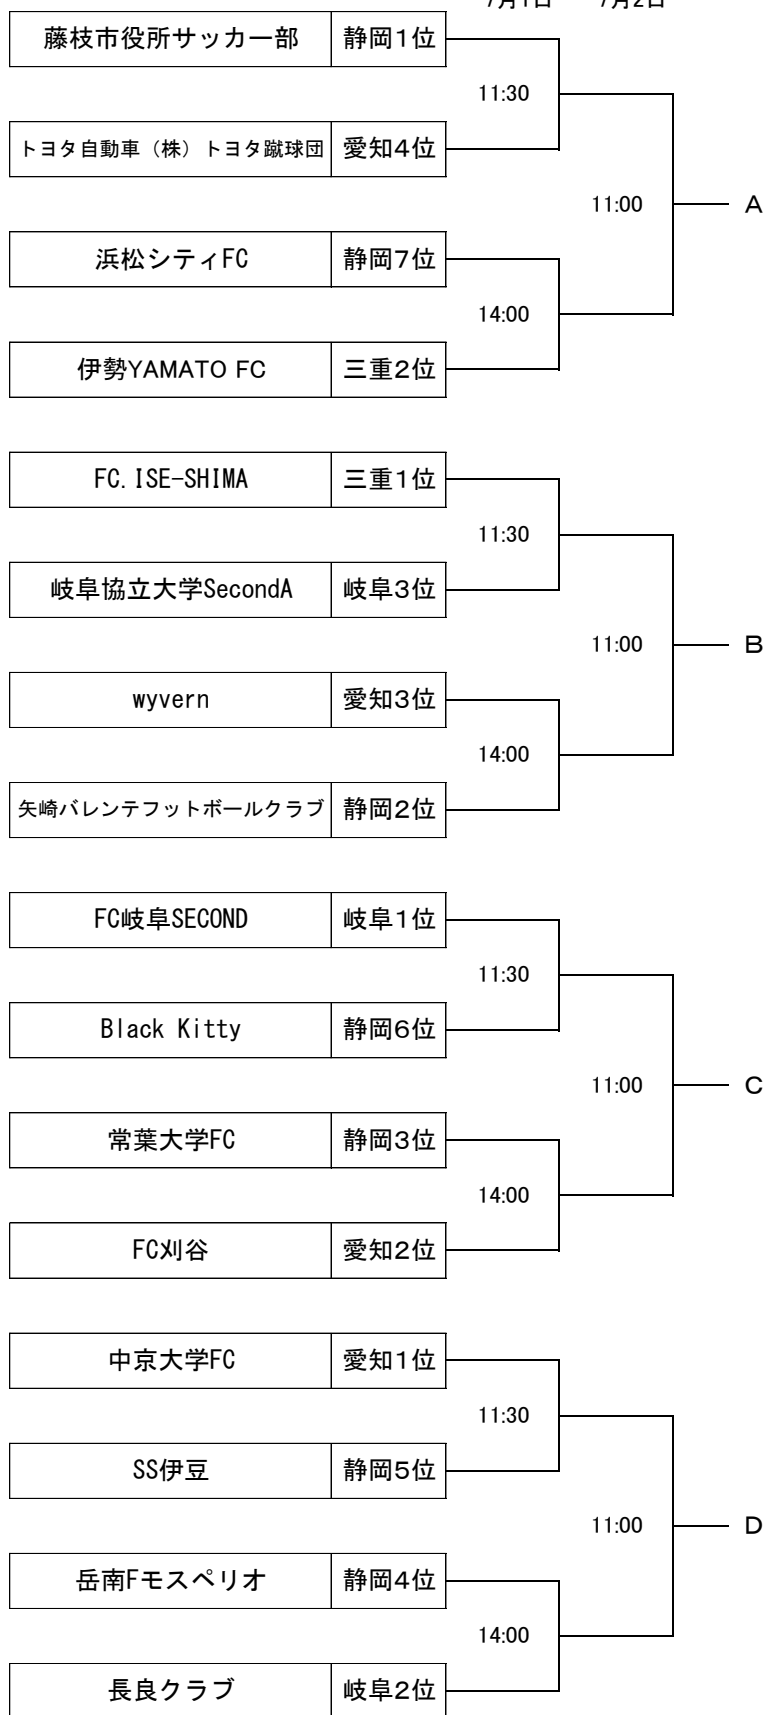 7月1日 7月2日
藤枝市役所サッカー部 静岡1位
11:30
トヨタ自動車（株）トヨタ蹴球団 愛知4位
11:00 A
浜松シティFC 静岡7位
14:00
伊勢YAMATO FC 三重2位
FC.ISE-SHIMA 三重1位
11:30
岐阜協立大学SecondA 岐阜3位
11:00 B
wyvern 愛知3位
14:00
矢崎バレンテフットボールクラブ 静岡2位
FC岐阜SECOND 岐阜1位
11:30
Black Kitty 静岡6位
11:00 C
常葉大学FC 静岡3位
14:00
FC刈谷 愛知2位
中京大学FC 愛知1位
11:30
SS伊豆 静岡5位
11:00 D
岳南Fモスペリオ 静岡4位
14:00
長良クラブ 岐阜2位